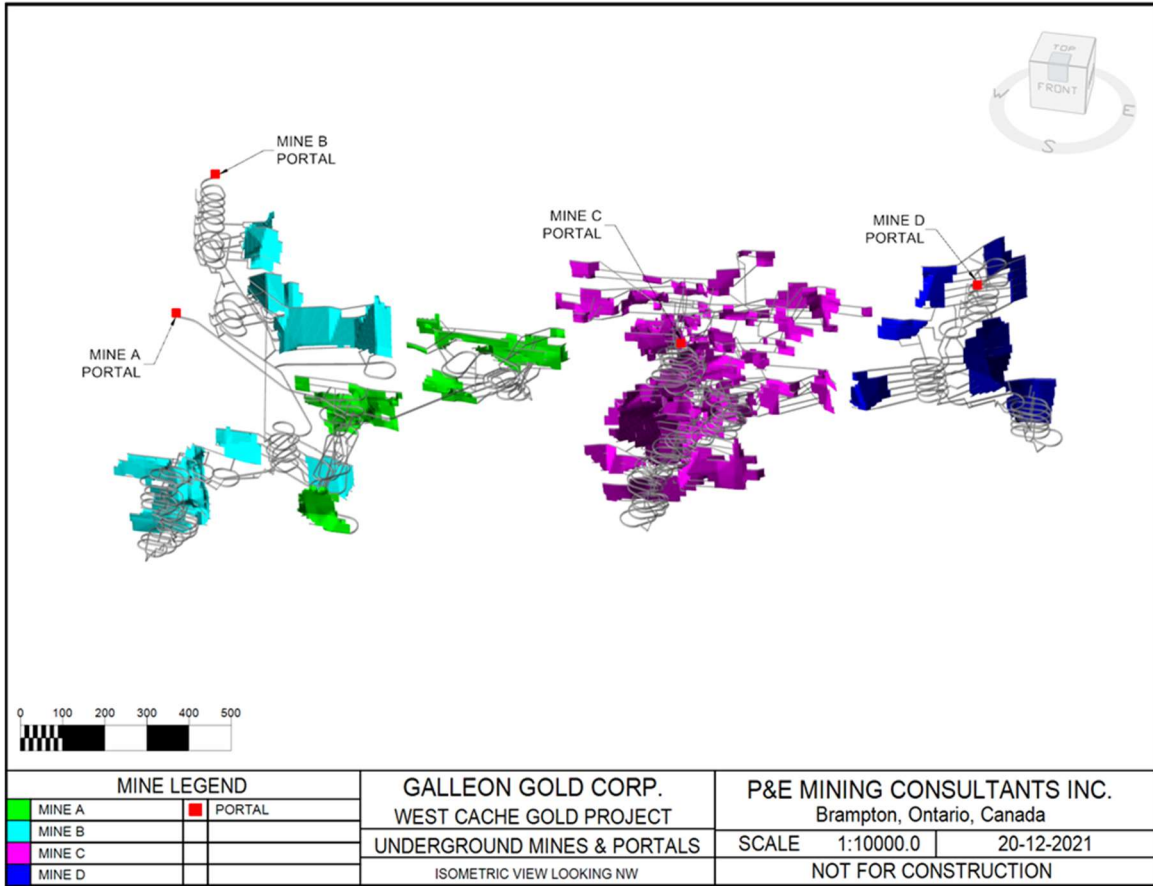 TOP
FRONT
W
E
S
MINE B
PORTAL
MINE C
PORTAL
MINE D
PORTAL
MINE A
PORTAL
0 100 200 300 400 500
MINE LEGEND
MINE A PORTAL
MINE B
MINE C
MINE D
GALLEON GOLD CORP.
WEST CACHE GOLD PROJECT
UNDERGROUND MINES & PORTALS
ISOMETRIC VIEW LOOKING NW
P&E MINING CONSULTANTS INC.
Brampton, Ontario, Canada
SCALE 1:10000.0 20-12-2021
NOT FOR CONSTRUCTION